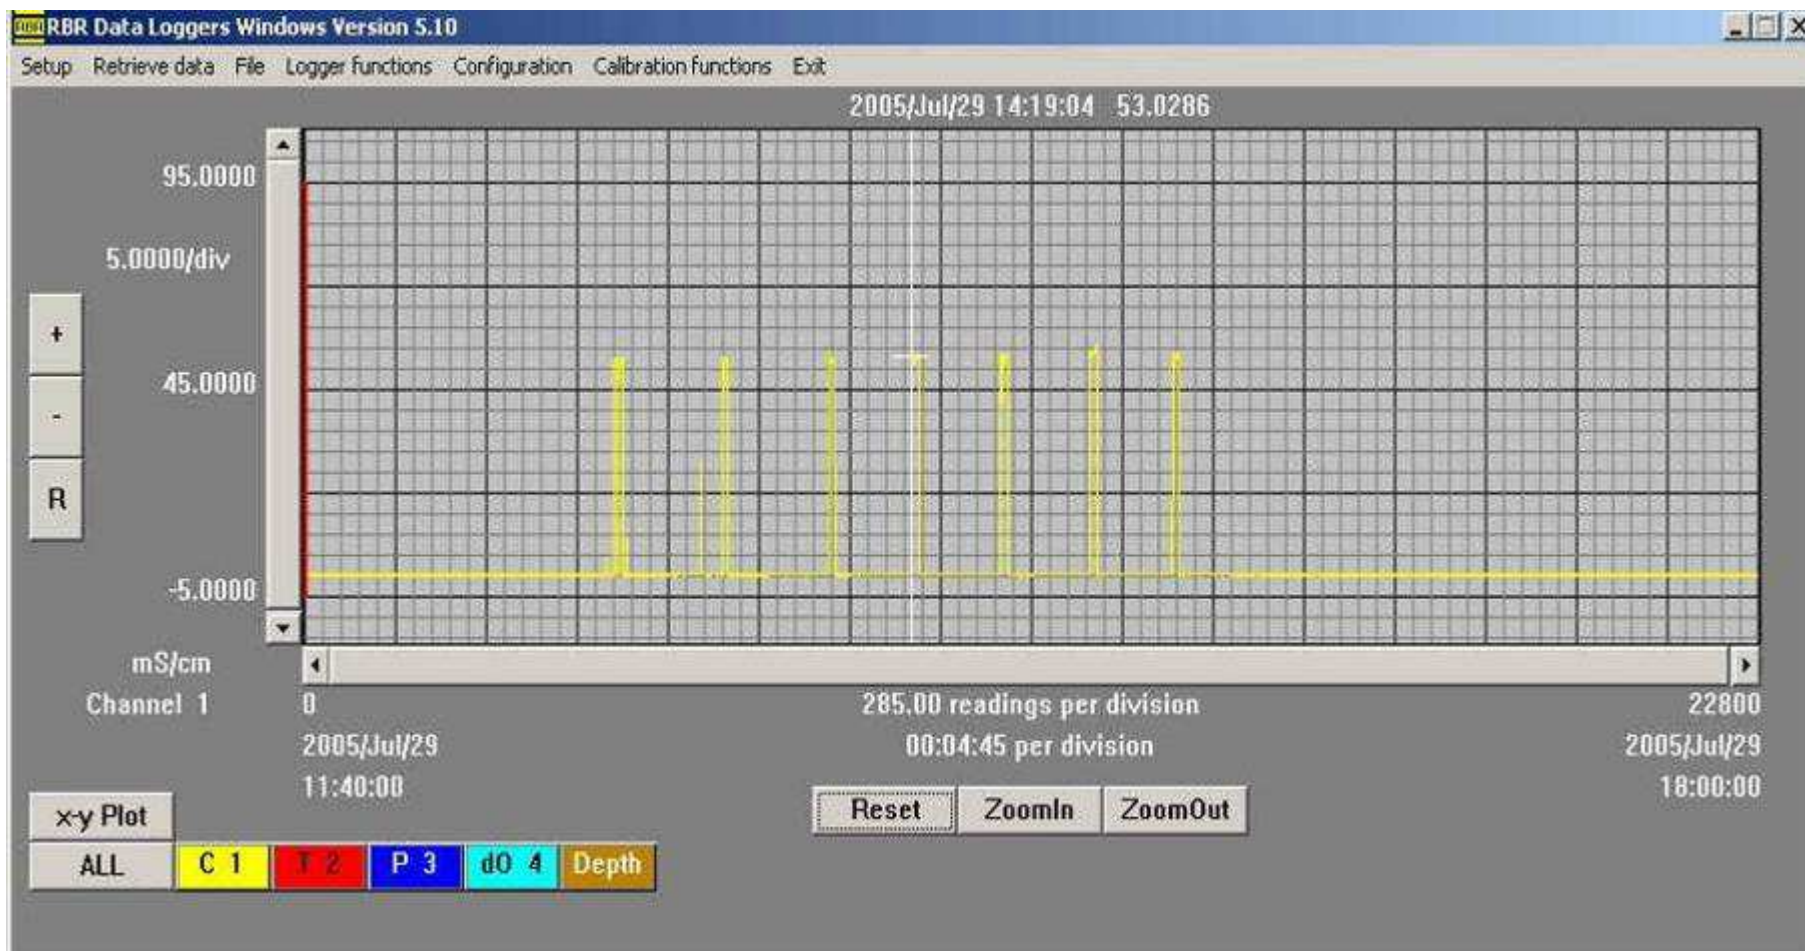 RBR RBR Data Loggers Windows Version 5.10
Setup Retrieve data File Logger functions Configuration Calibration functions Exit
2005/Jul/29 14:19:04 53.0286
95.0000
5.0000/div
+
45.0000
-
R
-5.0000
mS/cm
Channel 1
0 285.00 readings per division 22800
2005/Jul/29 00:04:45 per division 2005/Jul/29
11:40:00 18:00:00
Reset ZoomIn ZoomOut
x-y Plot
ALL C 1 T 2 P 3 dO 4 Depth